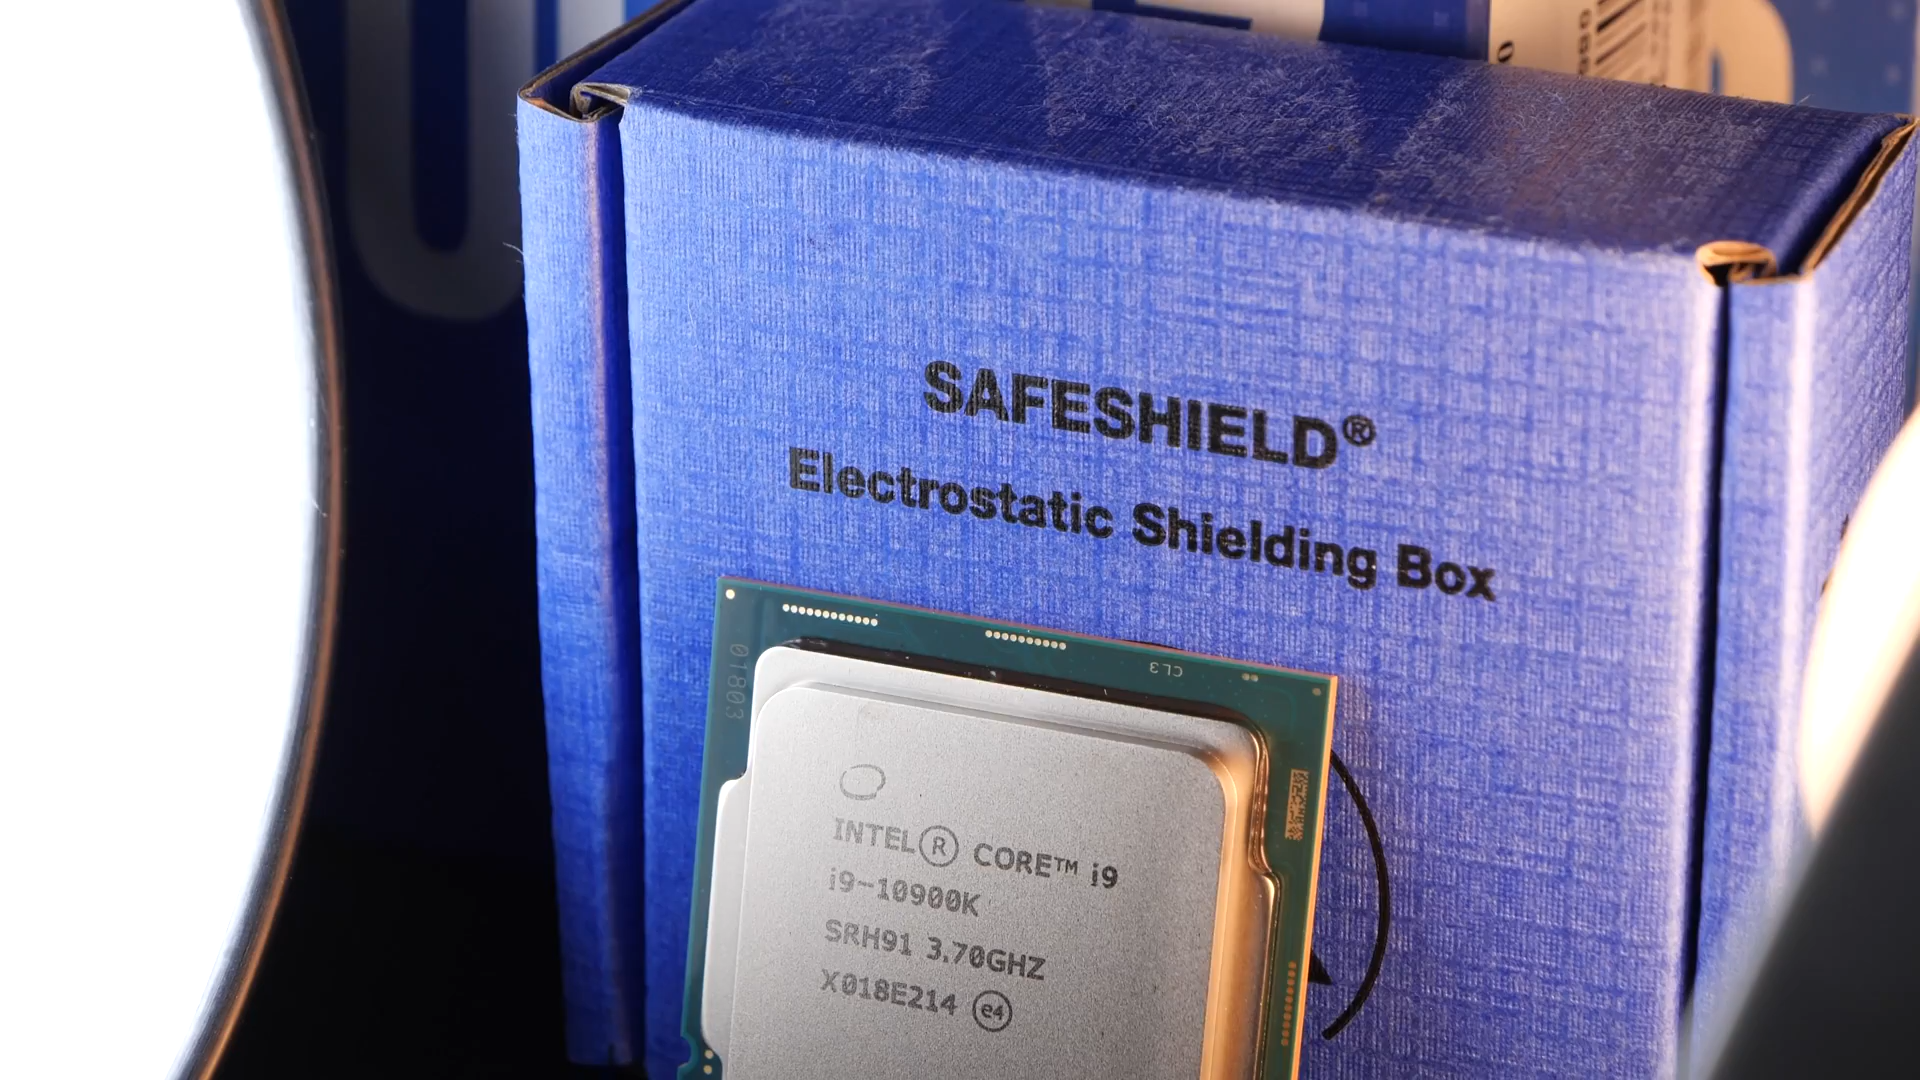 SAFESHIELD®
Electrostatic Shielding Box
01803
CL3
INTEL® CORE™ i9
i9-10900K
SRH91 3.70GHZ
X018E214 e4